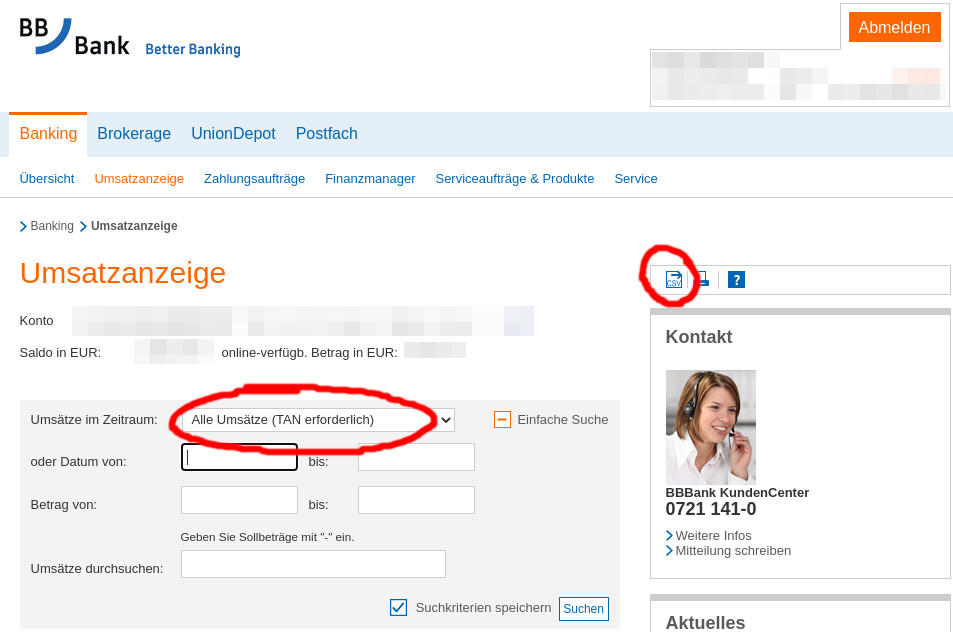 BB Bank Better Banking
Abmelden
Banking Brokerage UnionDepot Postfach
Übersicht Umsatzanzeige Zahlungsaufträge Finanzmanager Serviceaufträge & Produkte Service
Banking Umsatzanzeige
Umsatzanzeige
CSV ?
Konto
Saldo in EUR: online-verfügb. Betrag in EUR:
Umsätze im Zeitraum: Alle Umsätze (TAN erforderlich) Einfache Suche
oder Datum von: bis:
Betrag von: bis:
Geben Sie Sollbeträge mit "-" ein.
Umsätze durchsuchen:
Suchkriterien speichern Suchen
Kontakt
BBBank KundenCenter
0721 141-0
Weitere Infos
Mitteilung schreiben
Aktuelles